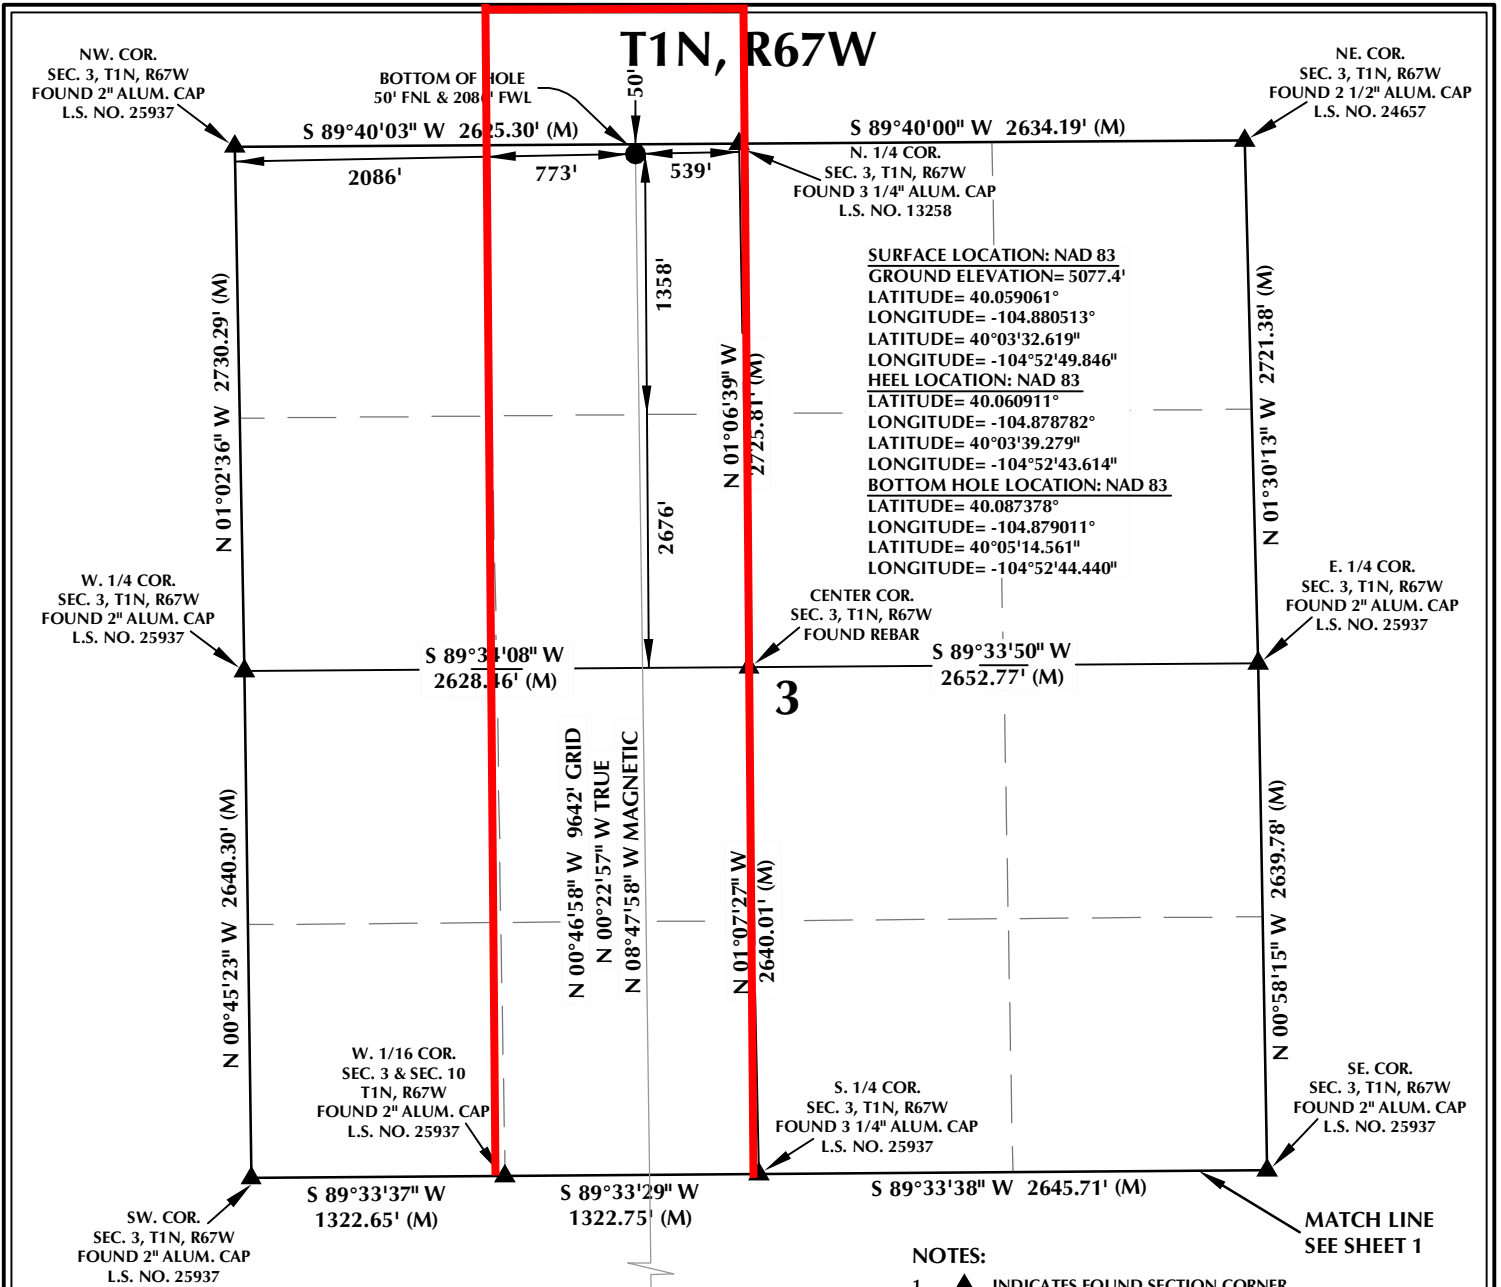 T1N, R67W
NW. COR.
SEC. 3, T1N, R67W
FOUND 2" ALUM. CAP
L.S. NO. 25937
BOTTOM OF HOLE
50' FNL & 2086' FWL
50'
NE. COR.
SEC. 3, T1N, R67W
FOUND 2 1/2" ALUM. CAP
L.S. NO. 24657
S 89°40'03" W 2625.30' (M)
S 89°40'00" W 2634.19' (M)
2086'
773'
539'
N. 1/4 COR.
SEC. 3, T1N, R67W
FOUND 3 1/4" ALUM. CAP
L.S. NO. 13258
SURFACE LOCATION: NAD 83
GROUND ELEVATION= 5077.4'
LATITUDE= 40.059061°
LONGITUDE= -104.880513°
LATITUDE= 40°03'32.619"
LONGITUDE= -104°52'49.846"
HEEL LOCATION: NAD 83
LATITUDE= 40.060911°
LONGITUDE= -104.878782°
LATITUDE= 40°03'39.279"
LONGITUDE= -104°52'43.614"
BOTTOM HOLE LOCATION: NAD 83
LATITUDE= 40.087378°
LONGITUDE= -104.879011°
LATITUDE= 40°05'14.561"
LONGITUDE= -104°52'44.440"
N 01°02'36" W 2730.29' (M)
1358'
2676'
N 01°06'39" W
2725.81' (M)
N 01°30'13" W 2721.38' (M)
W. 1/4 COR.
SEC. 3, T1N, R67W
FOUND 2" ALUM. CAP
L.S. NO. 25937
CENTER COR.
SEC. 3, T1N, R67W
FOUND REBAR
E. 1/4 COR.
SEC. 3, T1N, R67W
FOUND 2" ALUM. CAP
L.S. NO. 25937
S 89°34'08" W
2628.46' (M)
S 89°33'50" W
2652.77' (M)
3
N 00°46'58" W 9642' GRID
N 00°22'57" W TRUE
N 08°47'58" W MAGNETIC
N 00°45'23" W 2640.30' (M)
N 01°07'27" W
2640.01' (M)
N 00°58'15" W 2639.78' (M)
W. 1/16 COR.
SEC. 3 & SEC. 10
T1N, R67W
FOUND 2" ALUM. CAP
L.S. NO. 25937
S. 1/4 COR.
SEC. 3, T1N, R67W
FOUND 3 1/4" ALUM. CAP
L.S. NO. 25937
SE. COR.
SEC. 3, T1N, R67W
FOUND 2" ALUM. CAP
L.S. NO. 25937
S 89°33'37" W
1322.65' (M)
S 89°33'29" W
1322.75' (M)
S 89°33'38" W 2645.71' (M)
SW. COR.
SEC. 3, T1N, R67W
FOUND 2" ALUM. CAP
L.S. NO. 25937
MATCH LINE
SEE SHEET 1
NOTES:
1. INDICATES FOUND SECTION CORNER